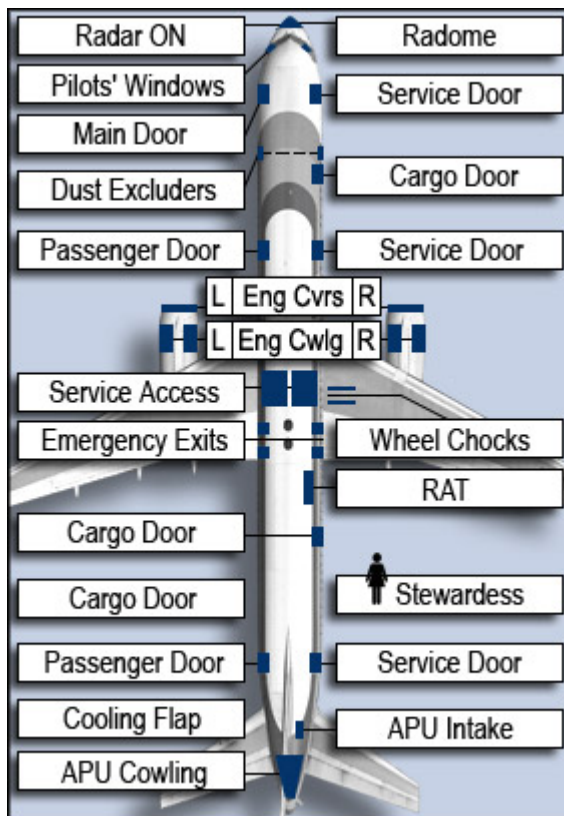 Radar ON
Radome
Pilots' Windows
Service Door
Main Door
Dust Excluders
Cargo Door
Passenger Door
Service Door
L Eng Cvrs R
L Eng Cwlg R
Service Access
Emergency Exits
Wheel Chocks
RAT
Cargo Door
Cargo Door
Stewardess
Passenger Door
Service Door
Cooling Flap
APU Intake
APU Cowling